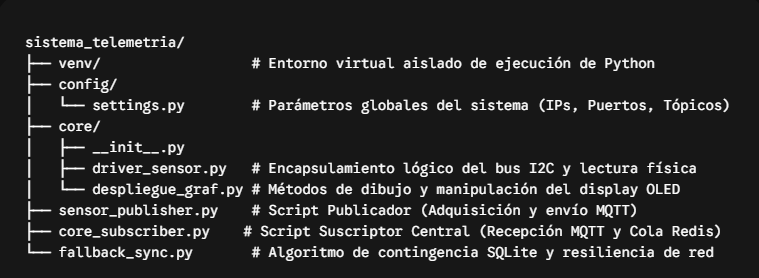 sistema_telemetria/
├── venv/                  # Entorno virtual aislado de ejecución de Python
├── config/
│   └── settings.py        # Parámetros globales del sistema (IPs, Puertos, Tópicos)
├── core/
│   ├── __init__.py
│   ├── driver_sensor.py   # Encapsulamiento lógico del bus I2C y lectura física
│   └── despliegue_graf.py # Métodos de dibujo y manipulación del display OLED
├── sensor_publisher.py    # Script Publicador (Adquisición y envío MQTT)
├── core_subscriber.py    # Script Suscriptor Central (Recepción MQTT y Cola Redis)
└── fallback_sync.py       # Algoritmo de contingencia SQLite y resiliencia de red